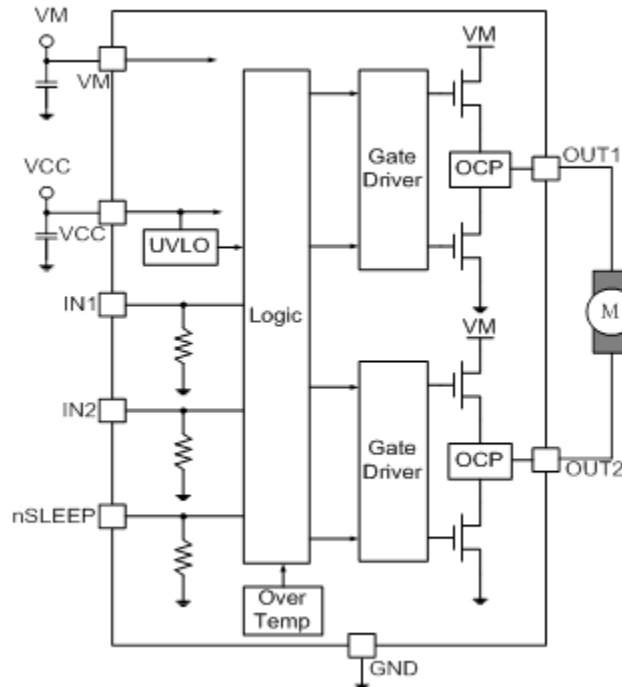 VM
VM
VM
Gate
Driver
OCP
OUT1
VCC
VCC
UVLO
IN1
Logic
M
VM
IN2
Gate
Driver
OCP
OUT2
nSLEEP
Over
Temp
GND